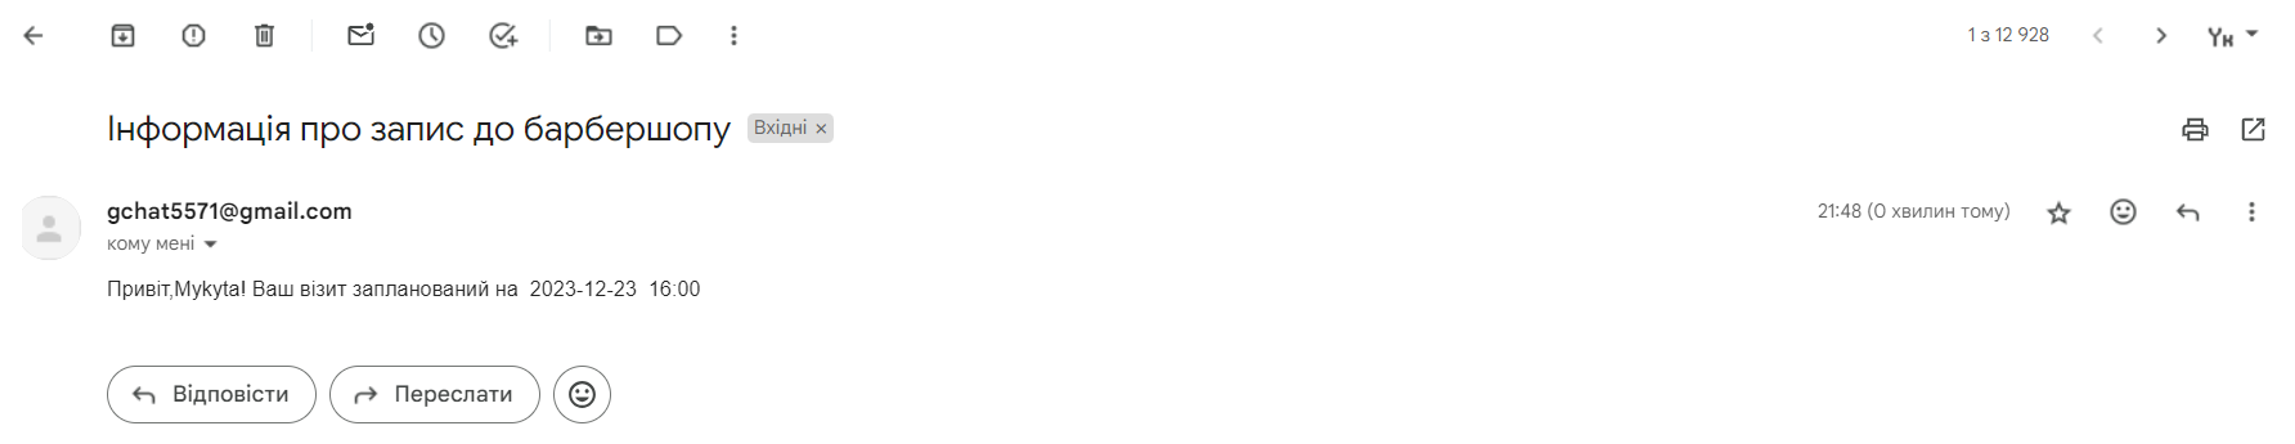 1 з 12 928
Інформація про запис до барбершопу
Вхідні ×
gchat5571@gmail.com
21:48 (0 хвилин тому)
кому мені
Привіт,Mykyta! Ваш візит запланований на 2023-12-23 16:00
Відповісти
Переслати